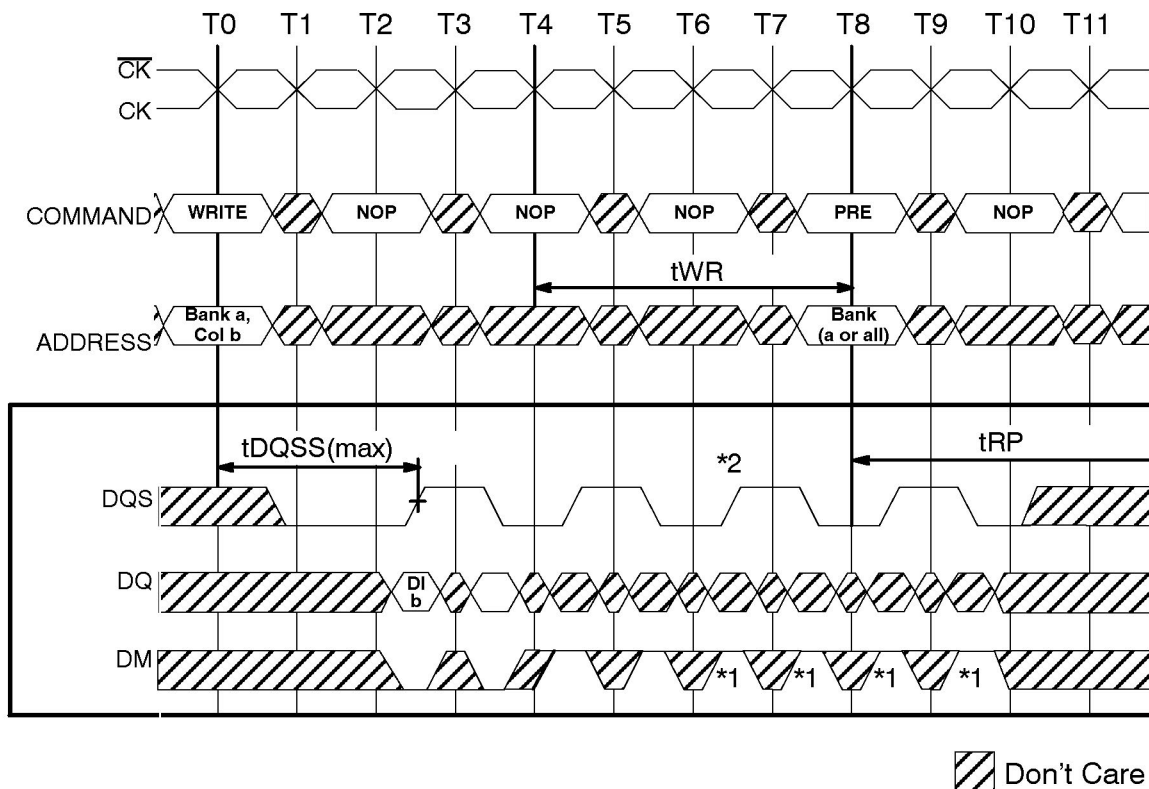 T0 T1 T2 T3 T4 T5 T6 T7 T8 T9 T10 T11
CK
CK
COMMAND WRITE NOP NOP NOP PRE NOP
tWR
ADDRESS Bank a, Col b Bank (a or all)
tDQSS(max) *2 tRP
DQS
DQ DI b
DM *1 *1 *1 *1
Don't Care